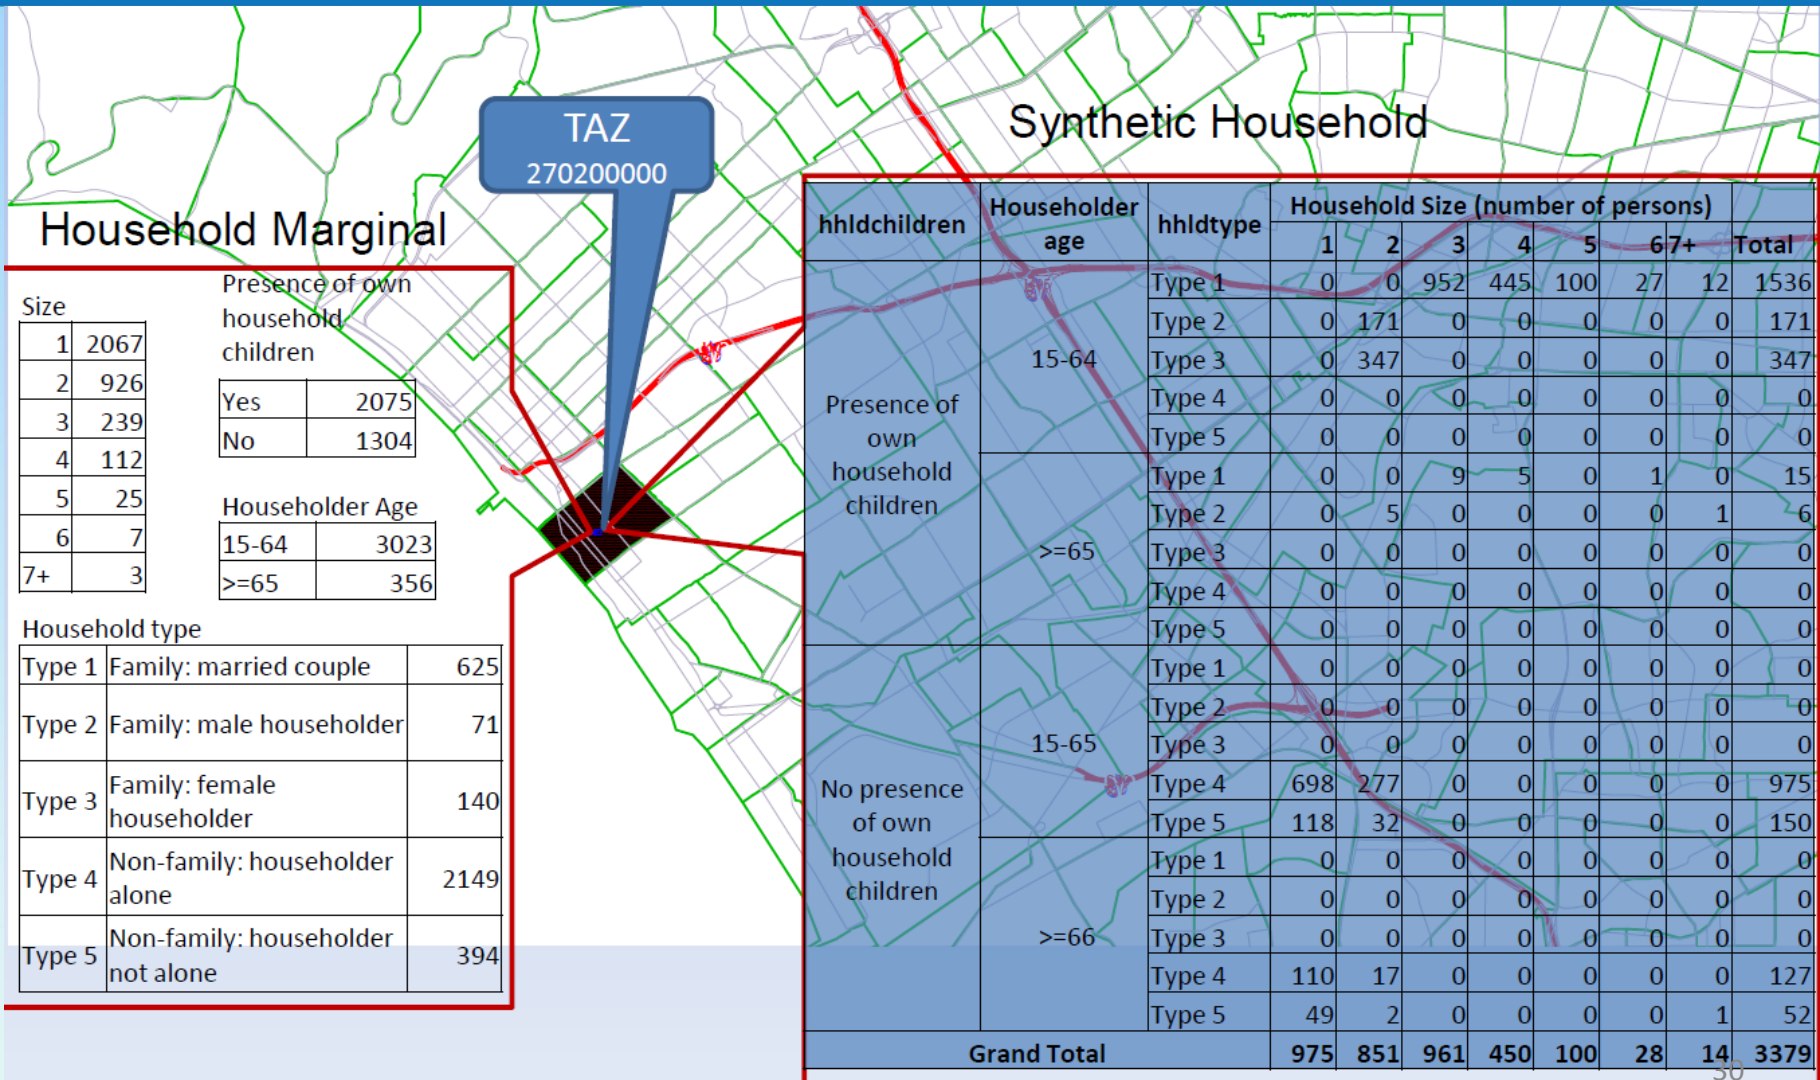 TAZ
270200000
Synthetic Household
Household Marginal
Size
1 2067
2 926
3 239
4 112
5 25
6 7
7+ 3
Presence of own
household
children
Yes 2075
No 1304
Householder Age
15-64 3023
>=65 356
Household type
Type 1 Family: married couple 625
Type 2 Family: male householder 71
Type 3 Family: female
householder 140
Type 4 Non-family: householder
alone 2149
Type 5 Non-family: householder
not alone 394
hhldchildren Householder
age hhldtype Household Size (number of persons)
1 2 3 4 5 6 7+ Total
Presence of
own
household
children
15-64
Type 1 0 0 952 445 100 27 12 1536
Type 2 0 171 0 0 0 0 0 171
Type 3 0 347 0 0 0 0 0 347
Type 4 0 0 0 0 0 0 0 0
Type 5 0 0 0 0 0 0 0 0
>=65
Type 1 0 0 9 5 0 1 0 15
Type 2 0 5 0 0 0 0 1 6
Type 3 0 0 0 0 0 0 0 0
Type 4 0 0 0 0 0 0 0 0
Type 5 0 0 0 0 0 0 0 0
No presence
of own
household
children
15-65
Type 1 0 0 0 0 0 0 0 0
Type 2 0 0 0 0 0 0 0 0
Type 3 0 0 0 0 0 0 0 0
Type 4 698 277 0 0 0 0 0 975
Type 5 118 32 0 0 0 0 0 150
>=66
Type 1 0 0 0 0 0 0 0 0
Type 2 0 0 0 0 0 0 0 0
Type 3 0 0 0 0 0 0 0 0
Type 4 110 17 0 0 0 0 0 127
Type 5 49 2 0 0 0 0 1 52
Grand Total 975 851 961 450 100 28 14 3379
30